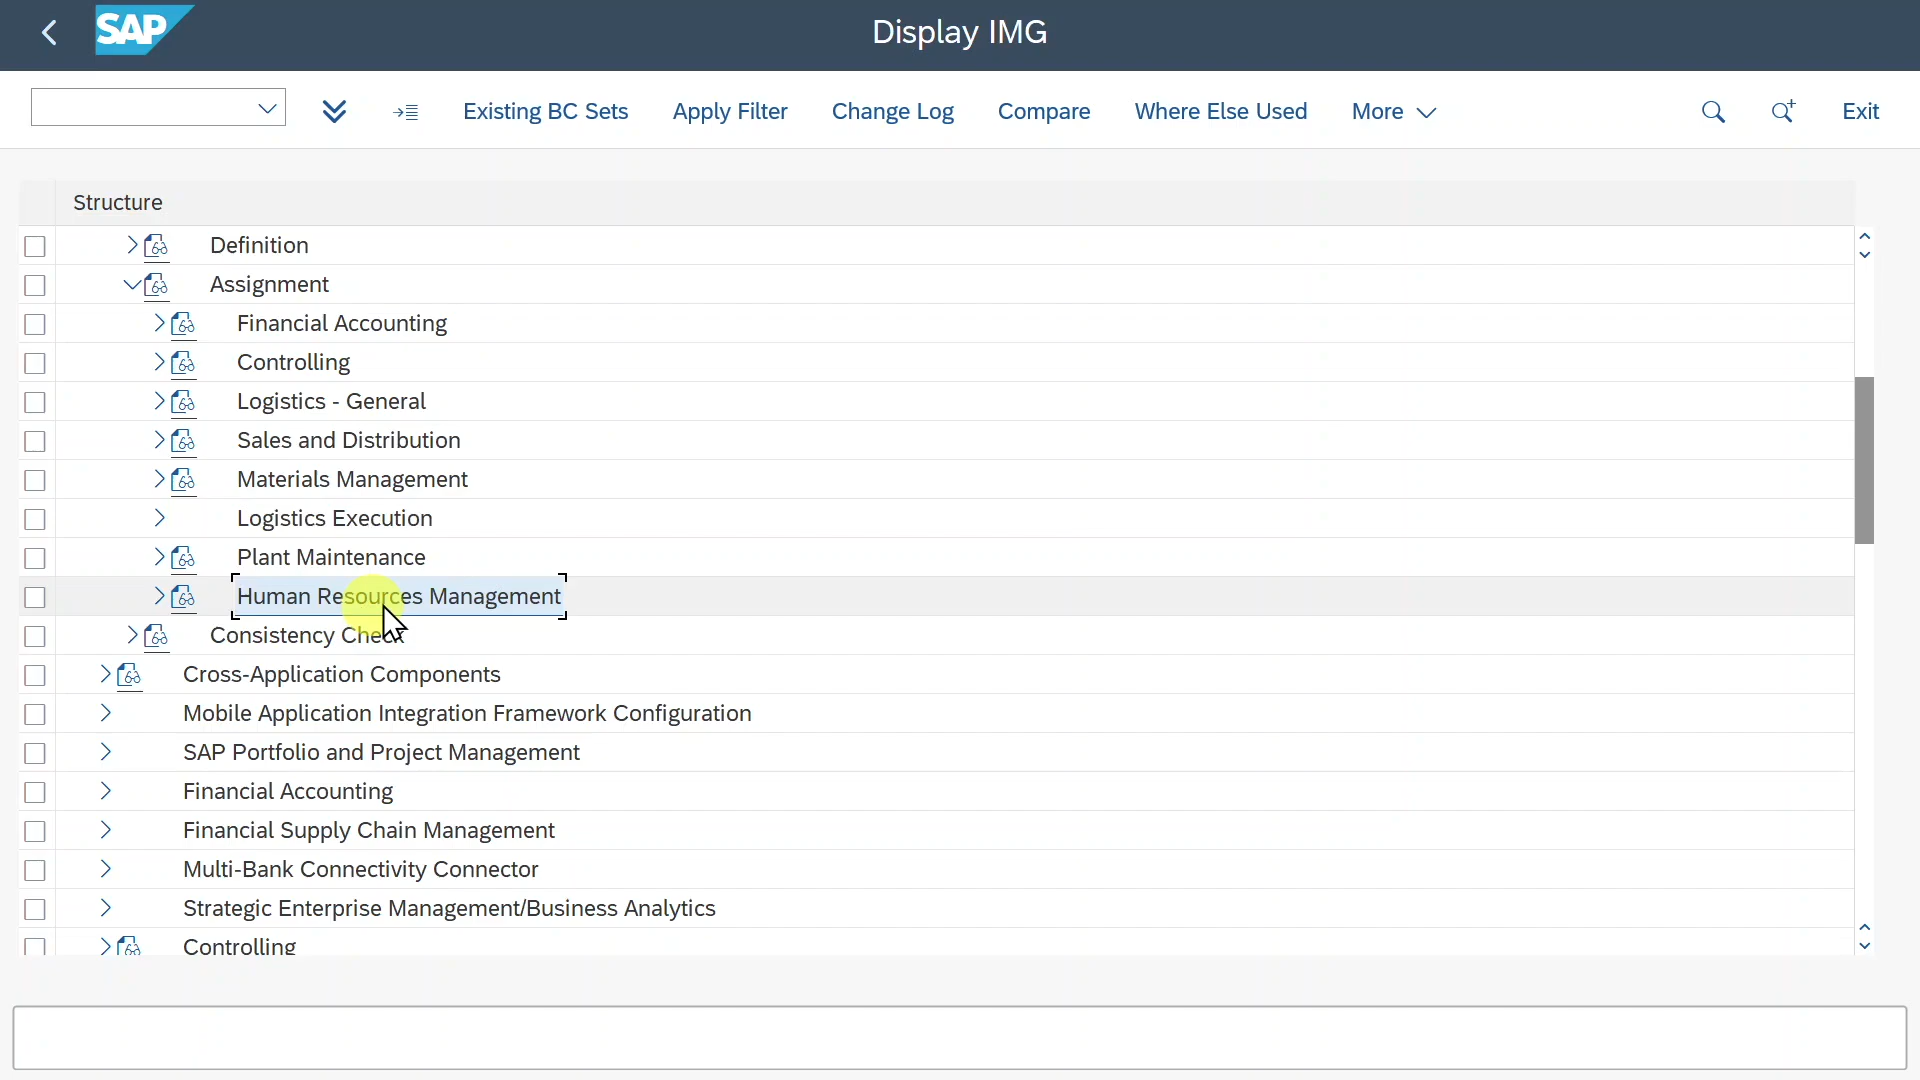 SAP
Display IMG
Existing BC Sets Apply Filter Change Log Compare Where Else Used More Exit
Structure
Definition
Assignment
Financial Accounting
Controlling
Logistics - General
Sales and Distribution
Materials Management
Logistics Execution
Plant Maintenance
Human Resources Management
Consistency Check
Cross-Application Components
Mobile Application Integration Framework Configuration
SAP Portfolio and Project Management
Financial Accounting
Financial Supply Chain Management
Multi-Bank Connectivity Connector
Strategic Enterprise Management/Business Analytics
Controlling